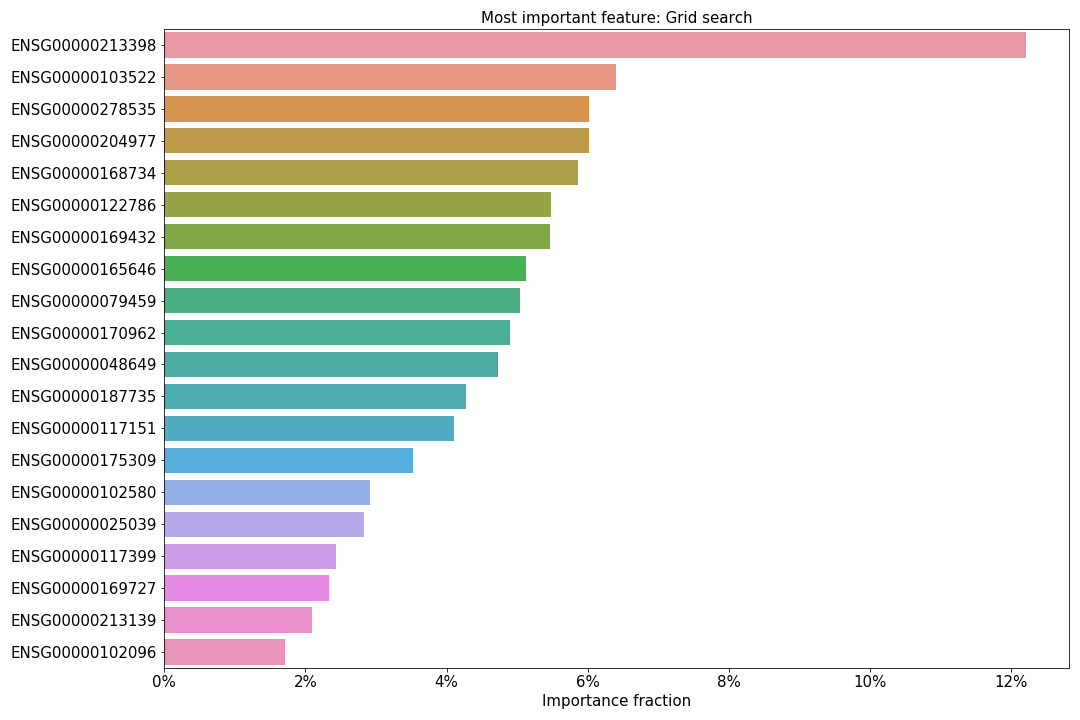 Most important feature: Grid search
ENSG00000213398
ENSG00000103522
ENSG00000278535
ENSG00000204977
ENSG00000168734
ENSG00000122786
ENSG00000169432
ENSG00000165646
ENSG00000079459
ENSG00000170962
ENSG00000048649
ENSG00000187735
ENSG00000117151
ENSG00000175309
ENSG00000102580
ENSG00000025039
ENSG00000117399
ENSG00000169727
ENSG00000213139
ENSG00000102096
0% 2% 4% 6% 8% 10% 12%
Importance fraction